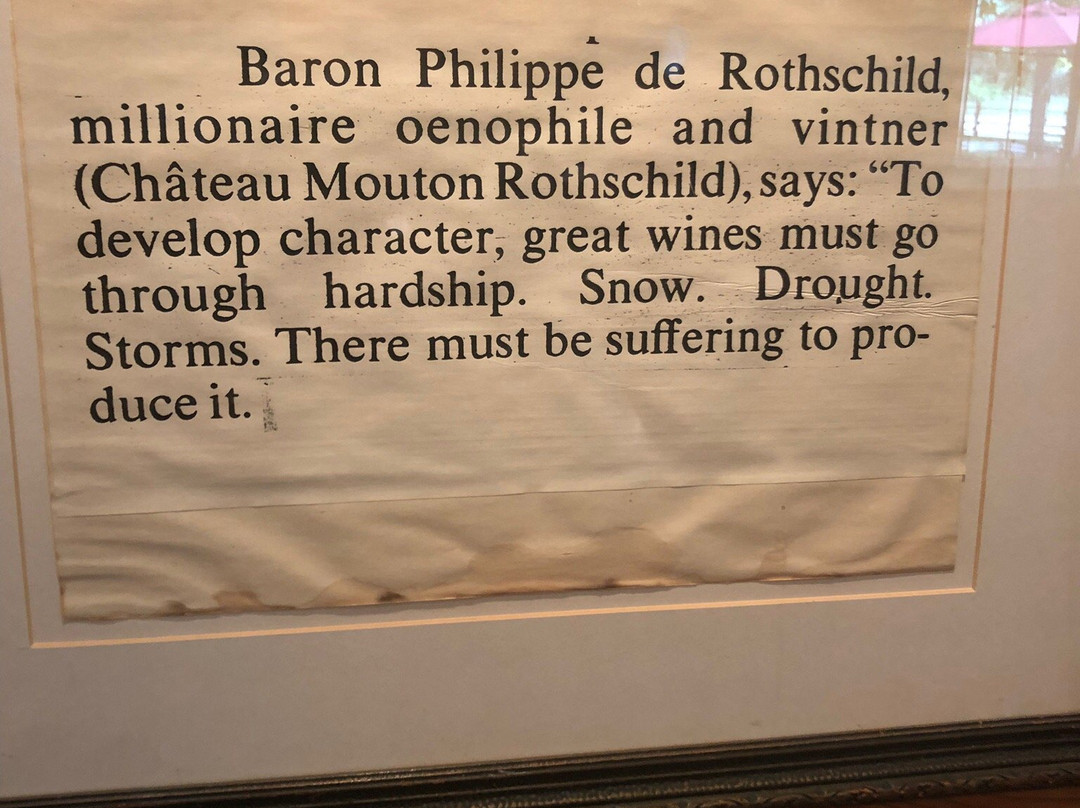 Baron Philippe de Rothschild,
millionaire oenophile and vintner
(Château Mouton Rothschild), says: “To
develop character, great wines must go
through hardship. Snow. Drought.
Storms. There must be suffering to pro-
duce it.